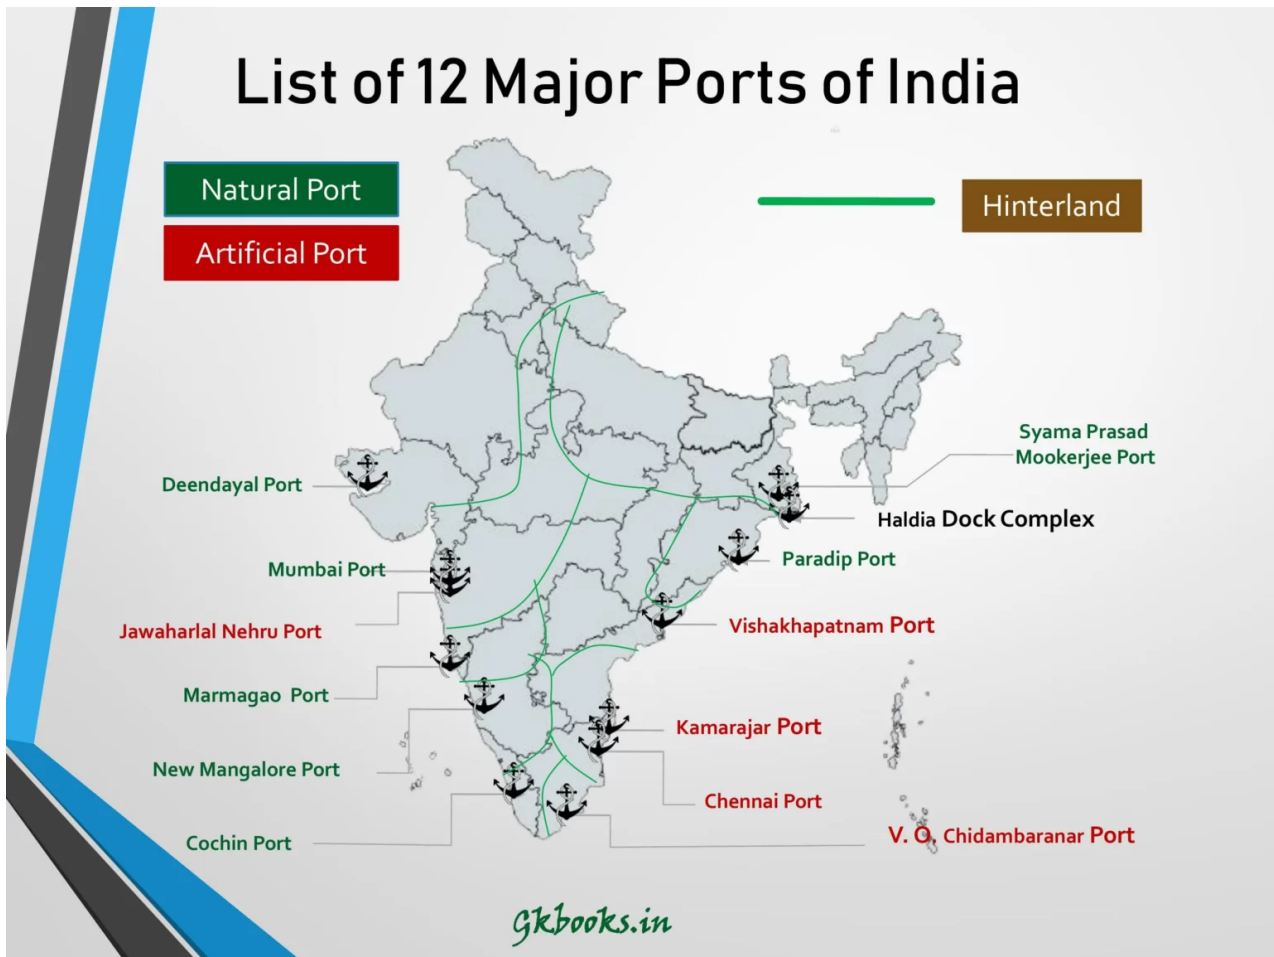 List of 12 Major Ports of India
Natural Port
Artificial Port
Hinterland
Syama Prasad
Mookerjee Port
Deendayal Port
Haldia Dock Complex
Mumbai Port
Paradip Port
Jawaharlal Nehru Port
Vishakhapatnam Port
Marmagao Port
Kamarajar Port
New Mangalore Port
Chennai Port
Cochin Port
V. O. Chidambaranar Port
Gkbooks.in